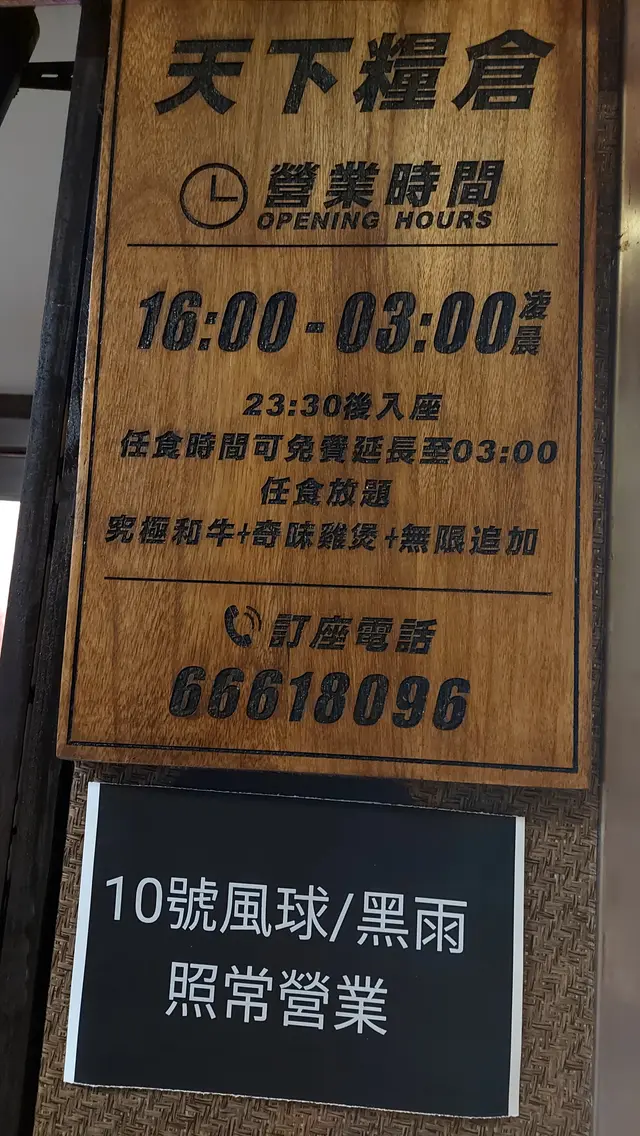 天下糧倉
營業時間
OPENING HOURS
16:00-03:00凌晨
23:30後入座
任食時間可免費延長至03:00
任食放題
究極和牛+奇味雞煲+無限追加
訂座電話
66618096
10號風球/黑雨
照常營業